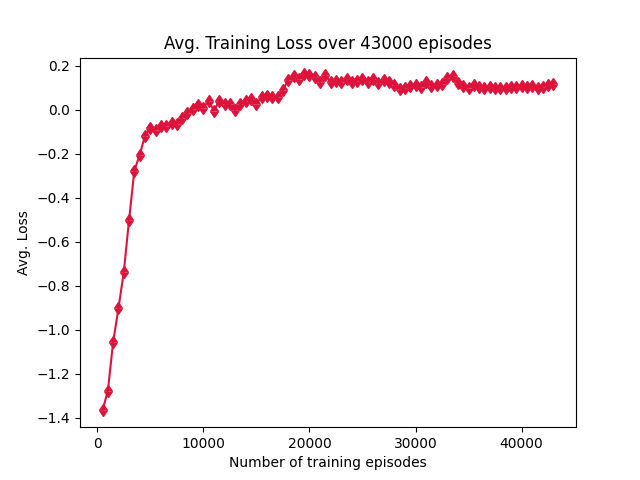 Avg. Training Loss over 43000 episodes
0.2
0.0
−0.2
−0.4
−0.6
−0.8
−1.0
−1.2
−1.4
Avg. Loss
0 10000 20000 30000 40000
Number of training episodes